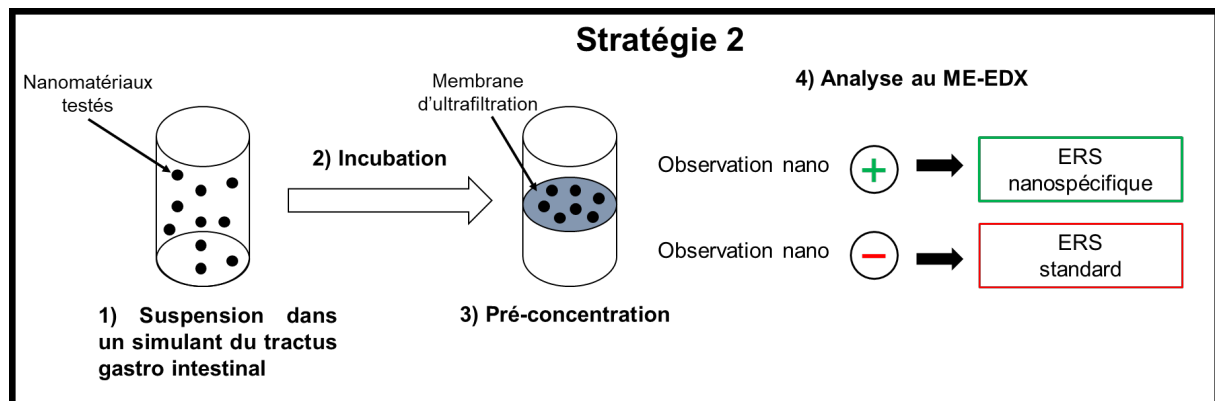 Stratégie 2
Nanomatériaux
testés
Membrane
d'ultrafiltration
4) Analyse au ME-EDX
2) Incubation
Observation nano
+
ERS
nanospécifique
Observation nano
−
ERS
standard
1) Suspension dans
un simulant du tractus
gastro intestinal
3) Pré-concentration